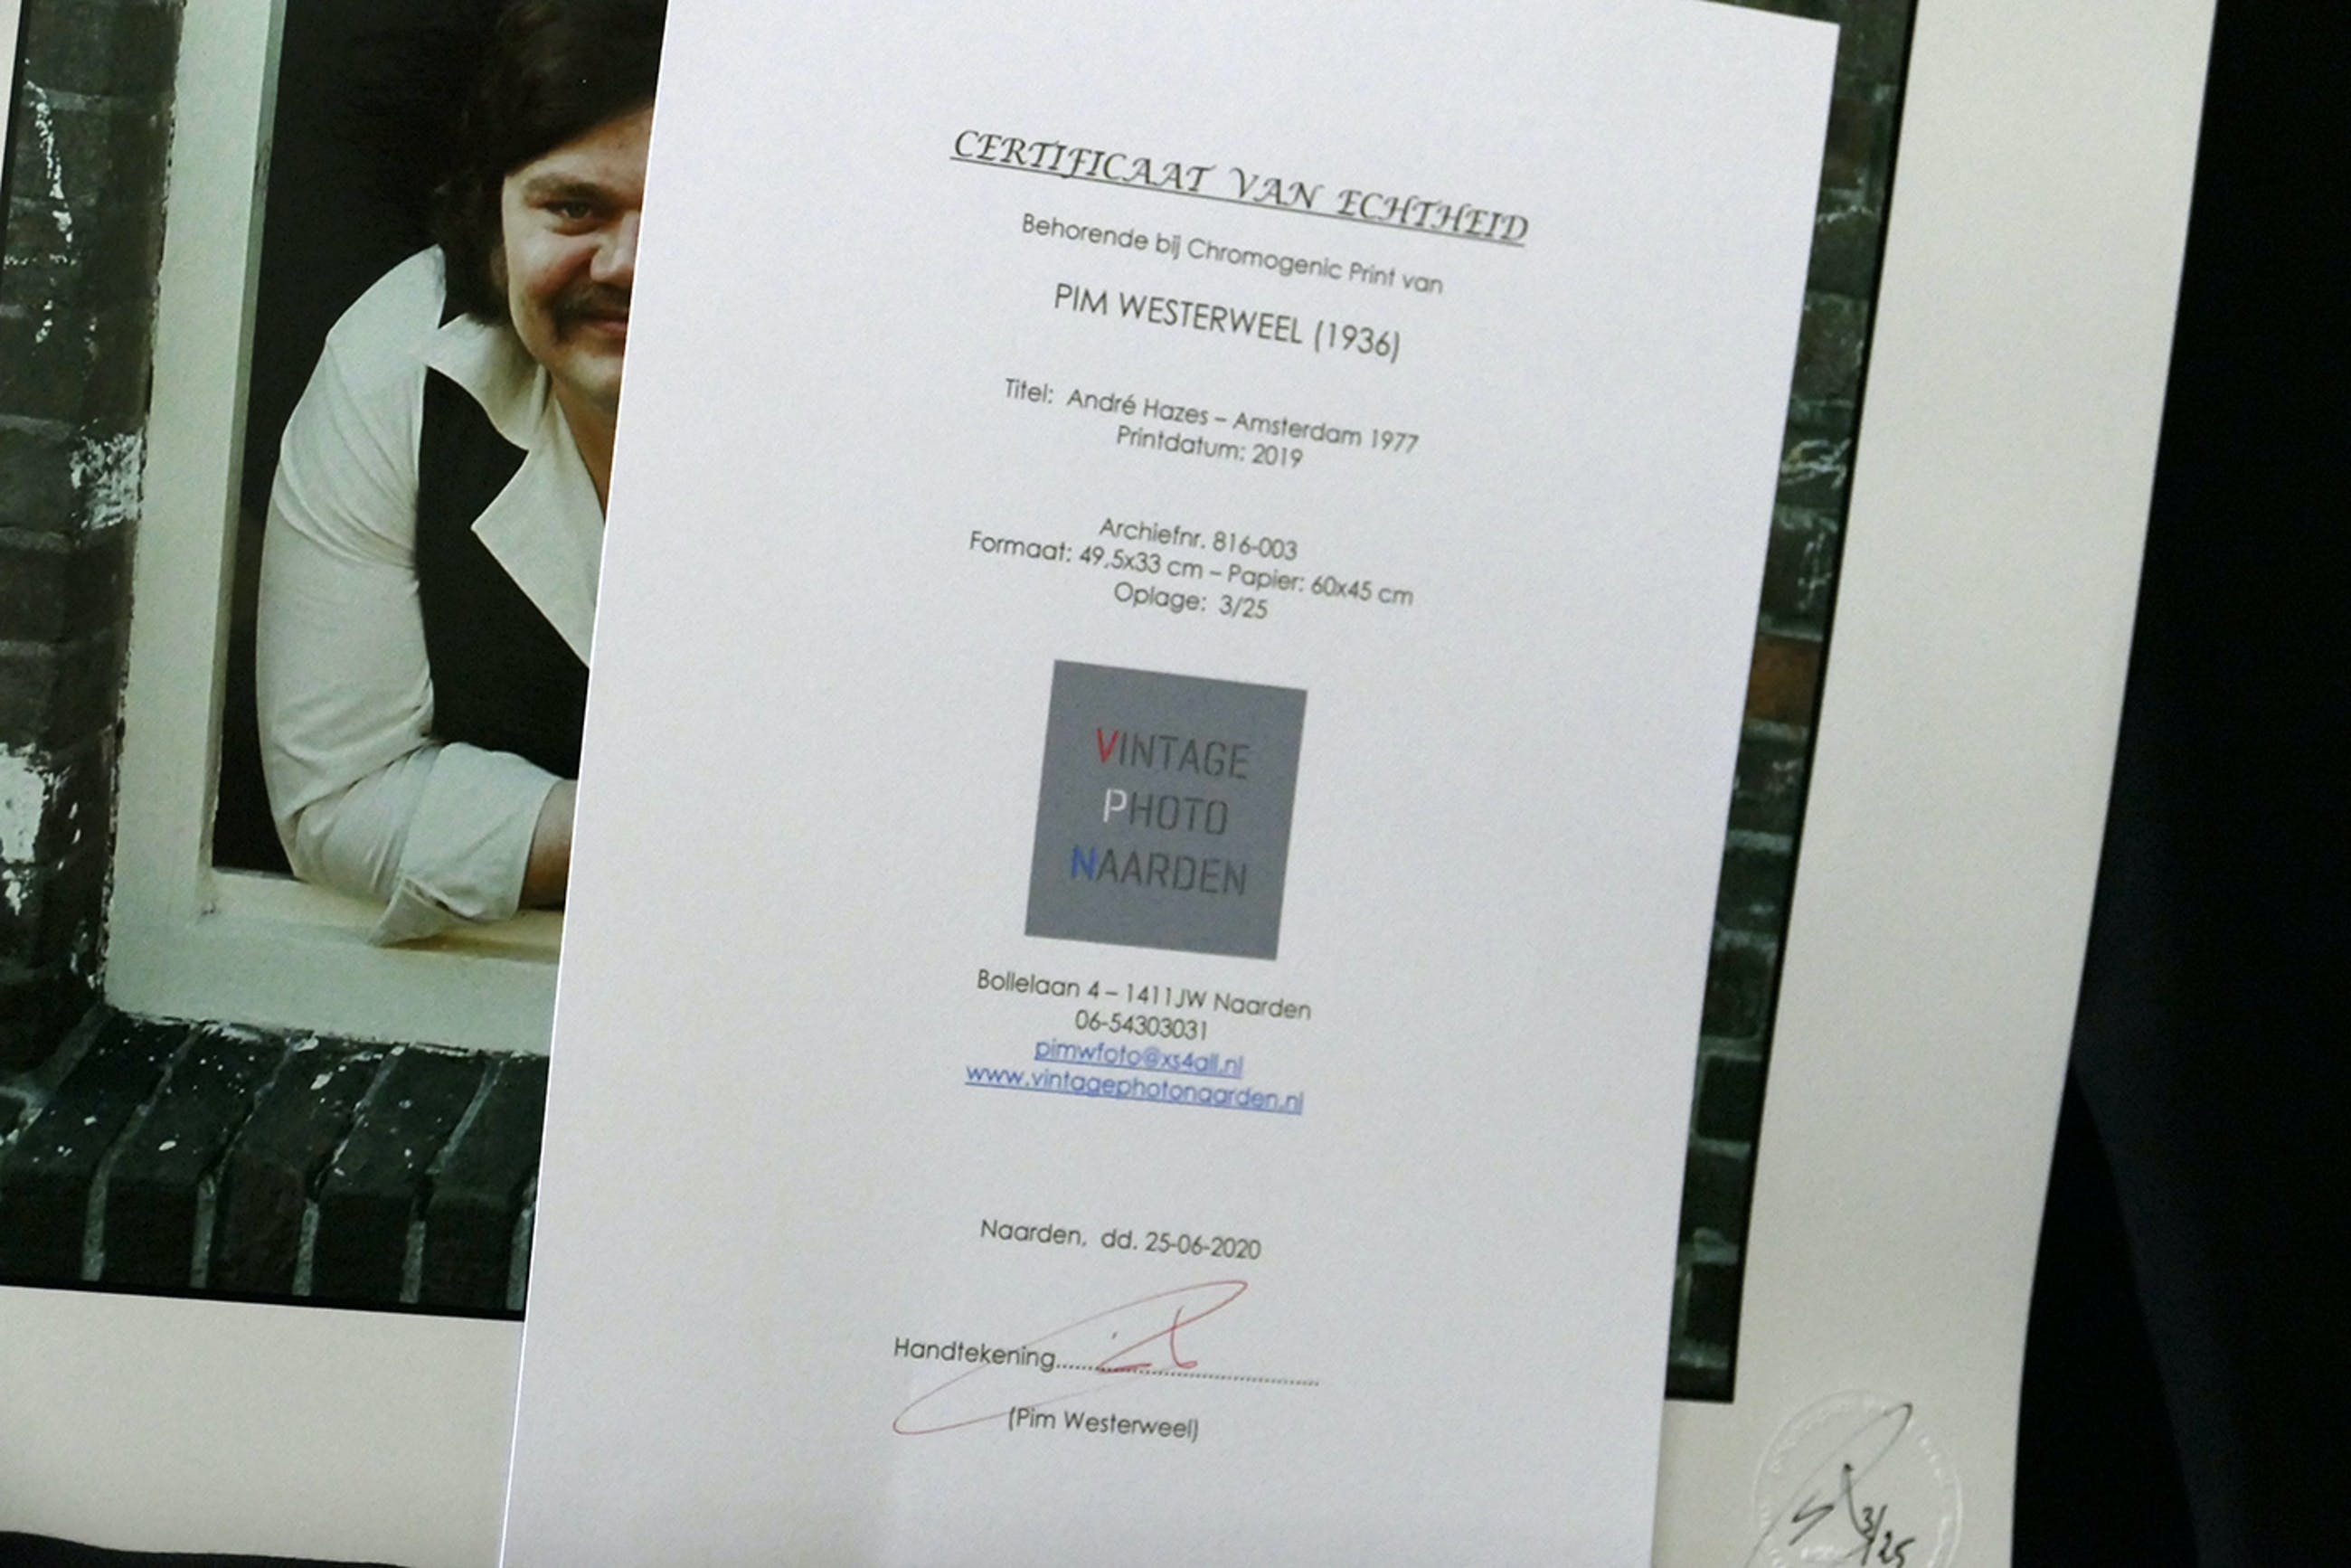 CERTIFICAAT VAN ECHTHEID
Behorende bij Chromogenic Print van
PIM WESTERWEEL (1936)
Titel: André Hazes – Amsterdam 1977
Printdatum: 2019
Archiefnr. 816-003
Formaat: 49,5x33 cm – Papier: 60x45 cm
Oplage: 3/25
VINTAGE
PHOTO
NAARDEN
Bollelaan 4 – 1411JW Naarden
06-54303031
pimwfoto@xs4all.nl
www.vintagephotonaarden.nl
Naarden, dd. 25-06-2020
Handtekening
(Pim Westerweel)
3/25